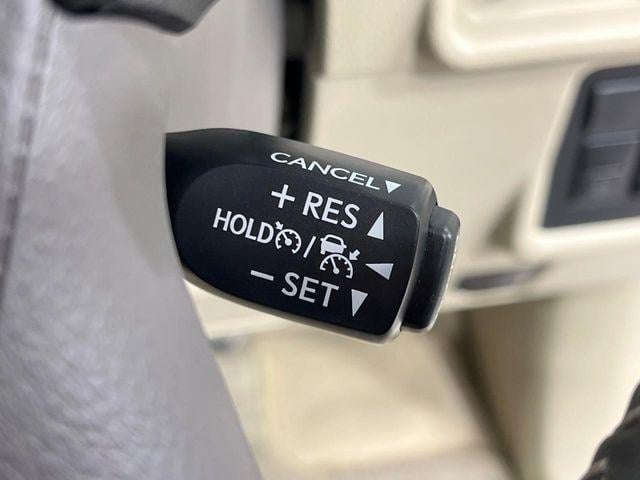 CANCEL
+ RES
HOLD /
− SET